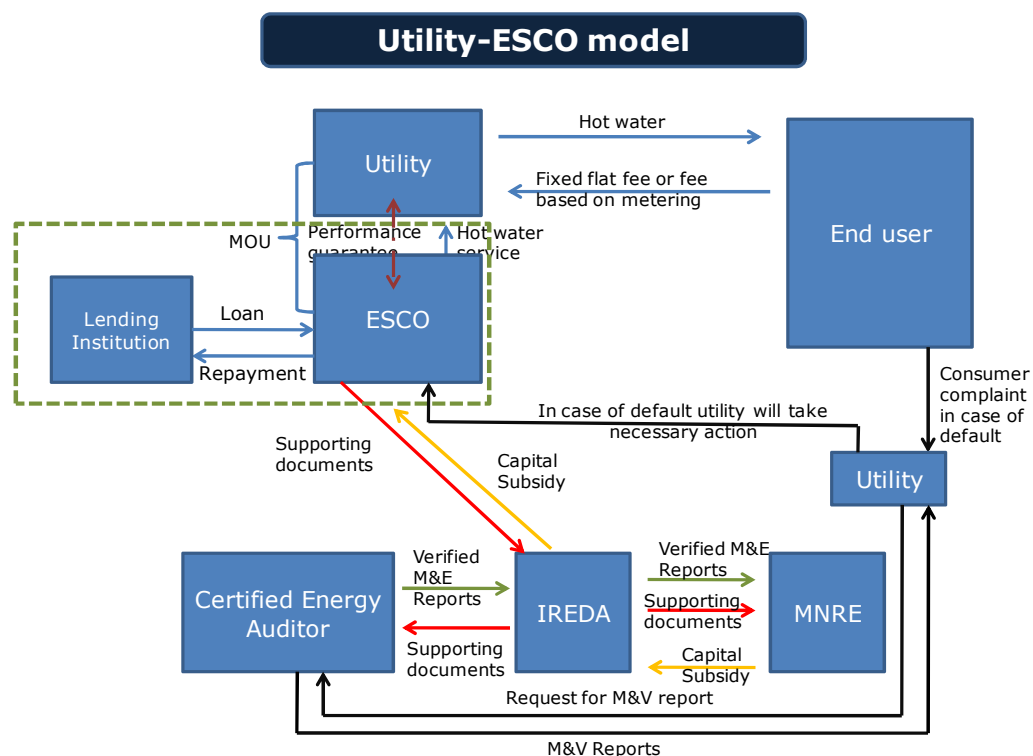 Utility-ESCO model
Hot water
Utility
Fixed flat fee or fee
based on metering
End user
MOU
Performance
guarantee
Hot water
service
Lending
Institution
Loan
ESCO
Repayment
Consumer
complaint
in case of
default
In case of default utility will take
necessary action
Supporting
documents
Capital
Subsidy
Utility
Certified Energy
Auditor
Verified
M&E
Reports
Supporting
documents
IREDA
Verified M&E
Reports
Supporting
documents
Capital
Subsidy
MNRE
Request for M&V report
M&V Reports